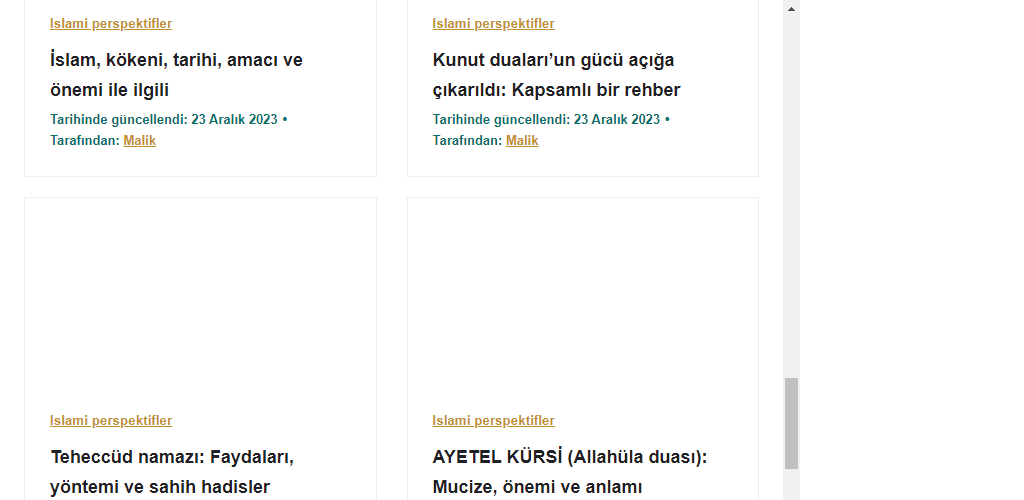 Islami perspektifler
İslam, kökeni, tarihi, amacı ve
önemi ile ilgili
Tarihinde güncellendi: 23 Aralık 2023 •
Tarafından: Malik
Islami perspektifler
Kunut duaları’un gücü açığa
çıkarıldı: Kapsamlı bir rehber
Tarihinde güncellendi: 23 Aralık 2023 •
Tarafından: Malik
Islami perspektifler
Teheccüd namazı: Faydaları,
yöntemi ve sahih hadisler
Islami perspektifler
AYETEL KÜRSİ (Allahüla duası):
Mucize, önemi ve anlamı